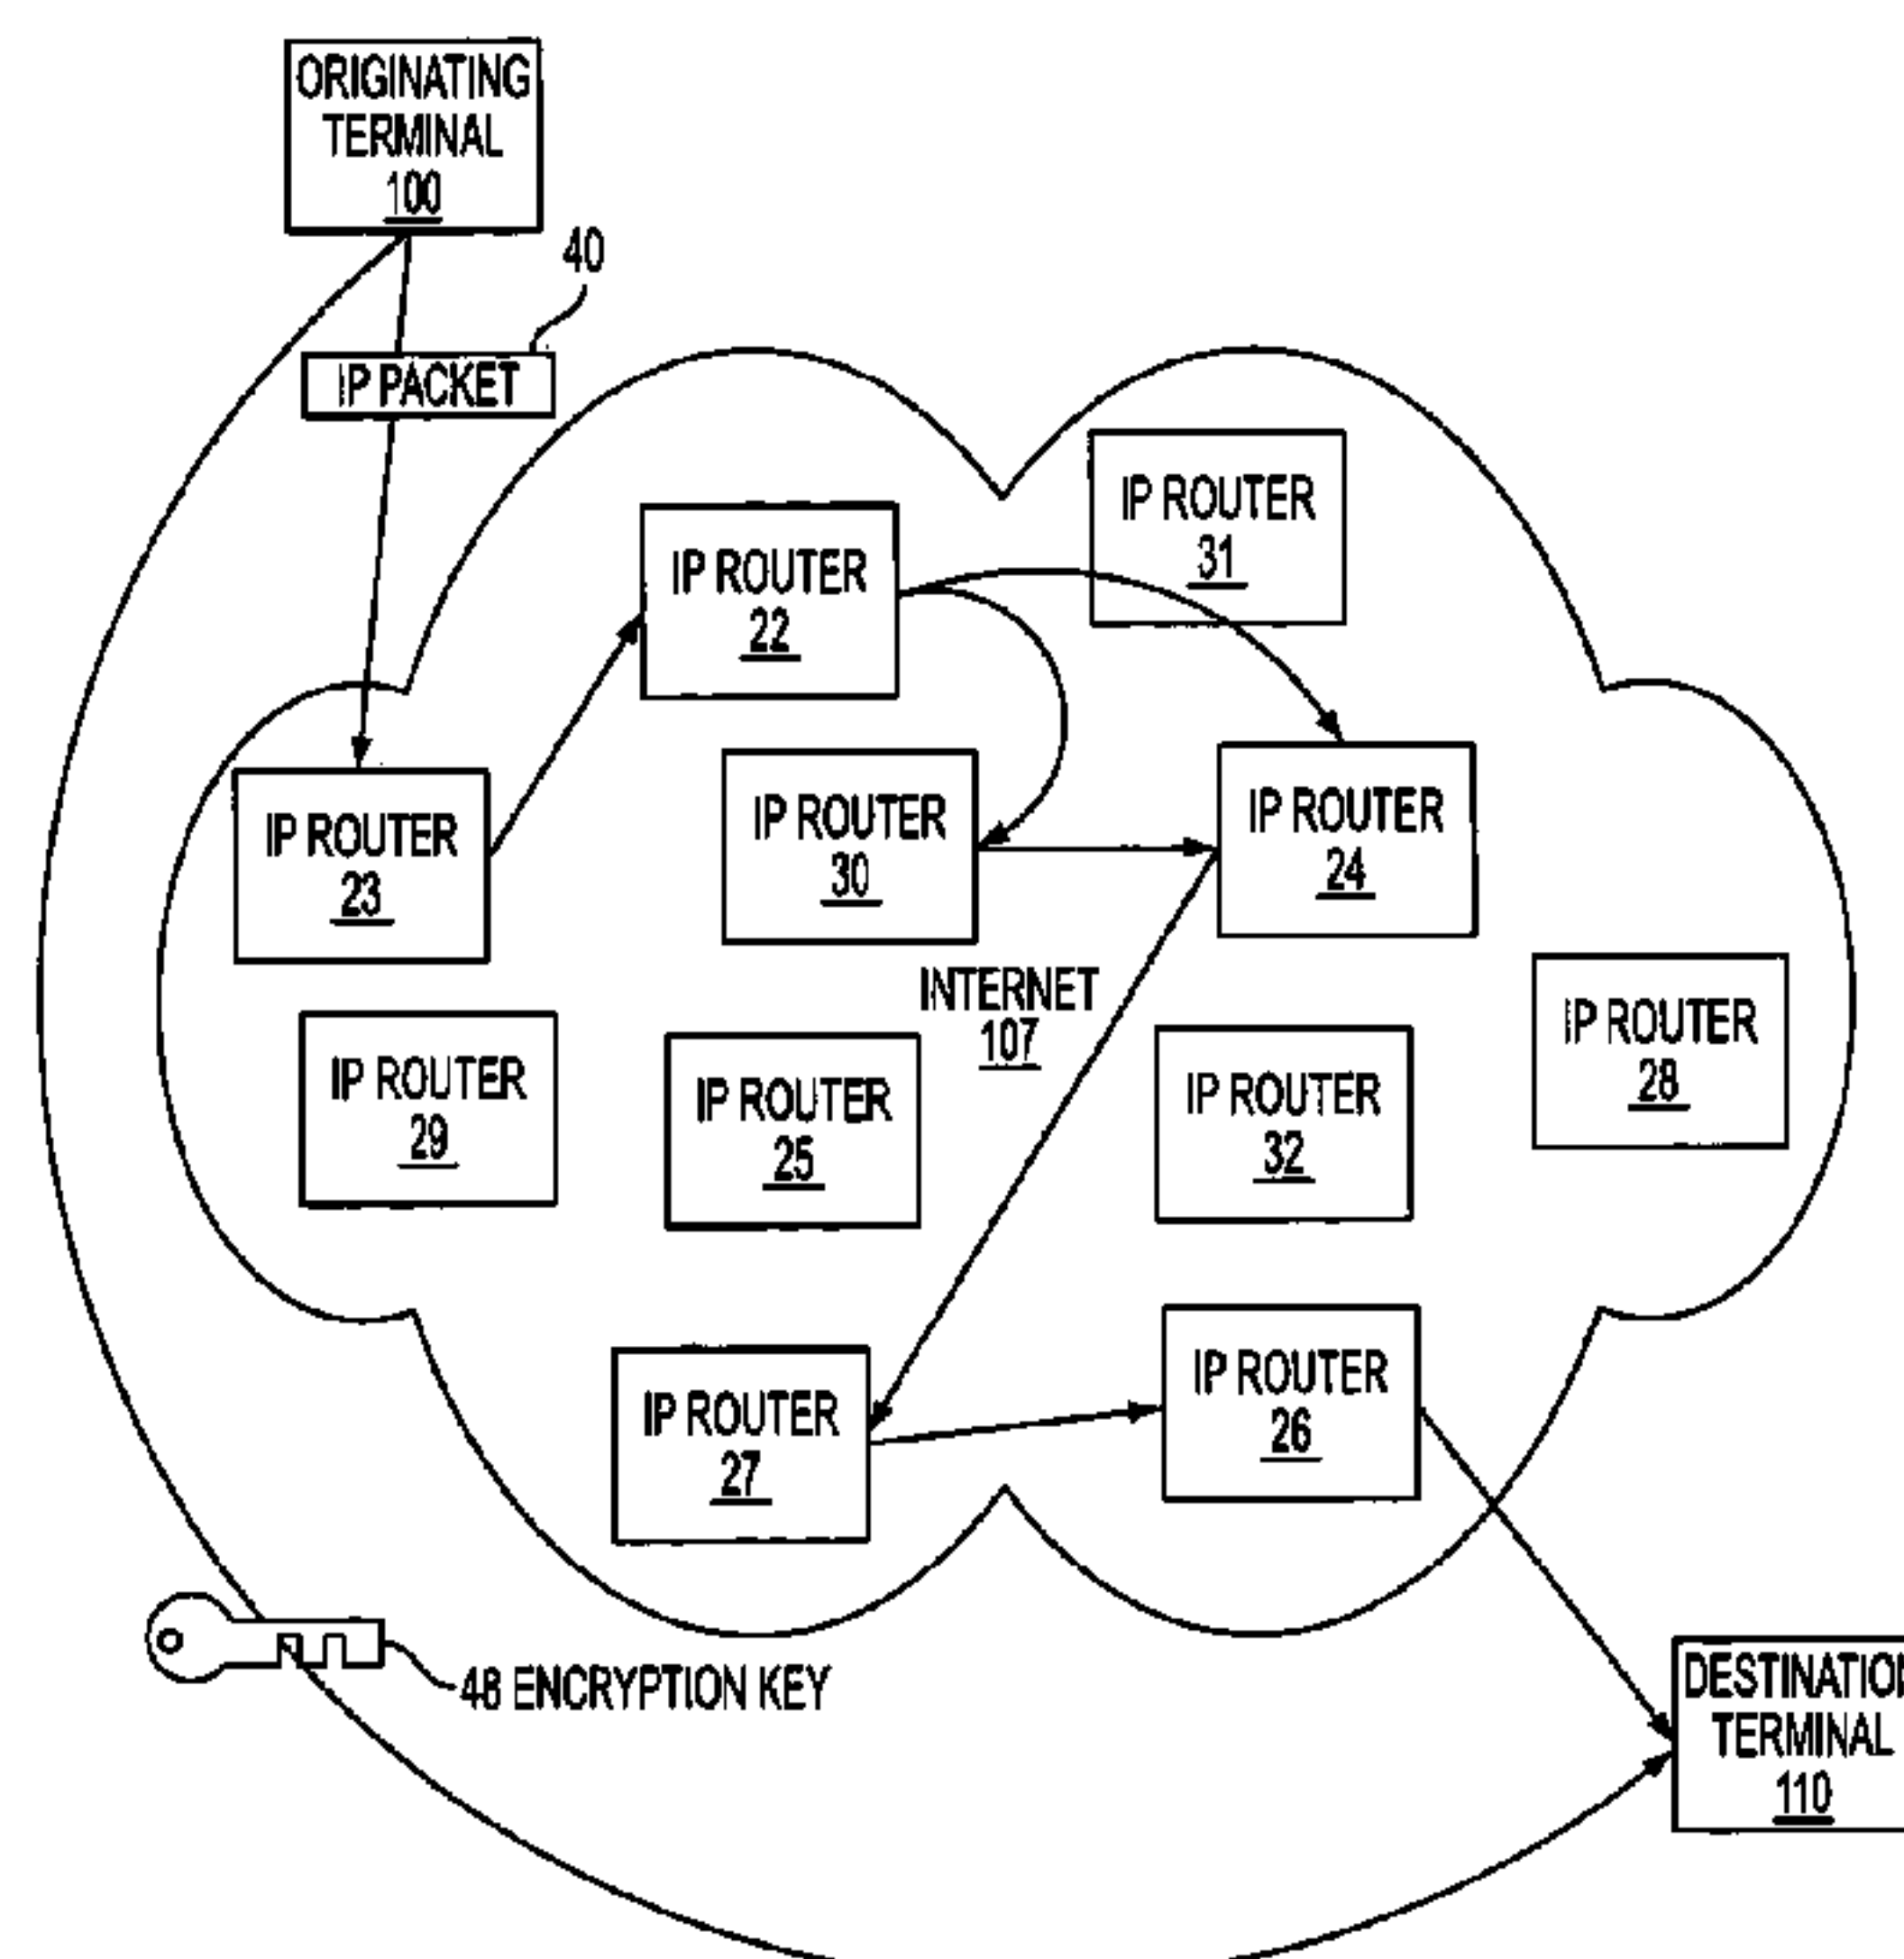 ORIGINATING
TERMINAL
100
40
IP PACKET
IP ROUTER
31
IP ROUTER
22
IP ROUTER
23
IP ROUTER
30
IP ROUTER
24
INTERNET
107
IP ROUTER
28
IP ROUTER
29
IP ROUTER
25
IP ROUTER
32
IP ROUTER
27
IP ROUTER
26
48 ENCRYPTION KEY
DESTINATION
TERMINAL
110